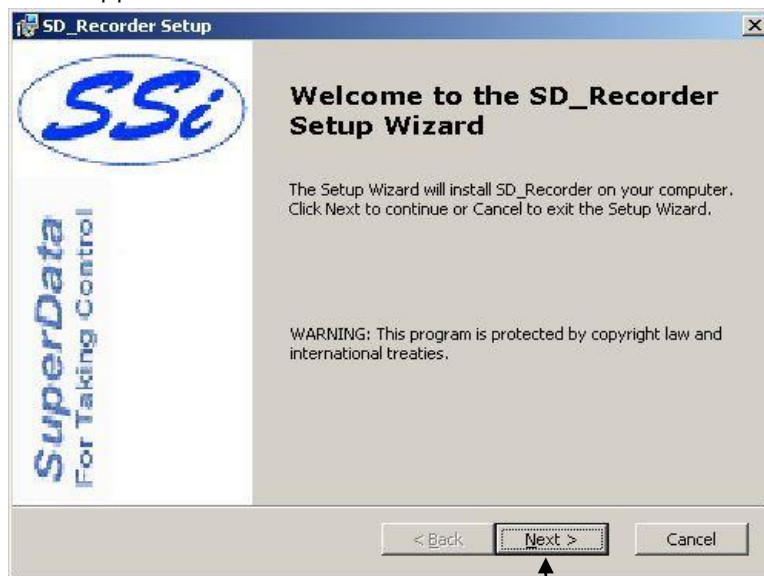 SD_Recorder Setup
SSi
SuperData
For Taking Control
Welcome to the SD_Recorder
Setup Wizard
The Setup Wizard will install SD_Recorder on your computer.
Click Next to continue or Cancel to exit the Setup Wizard.
WARNING: This program is protected by copyright law and
international treaties.
< Back
Next >
Cancel